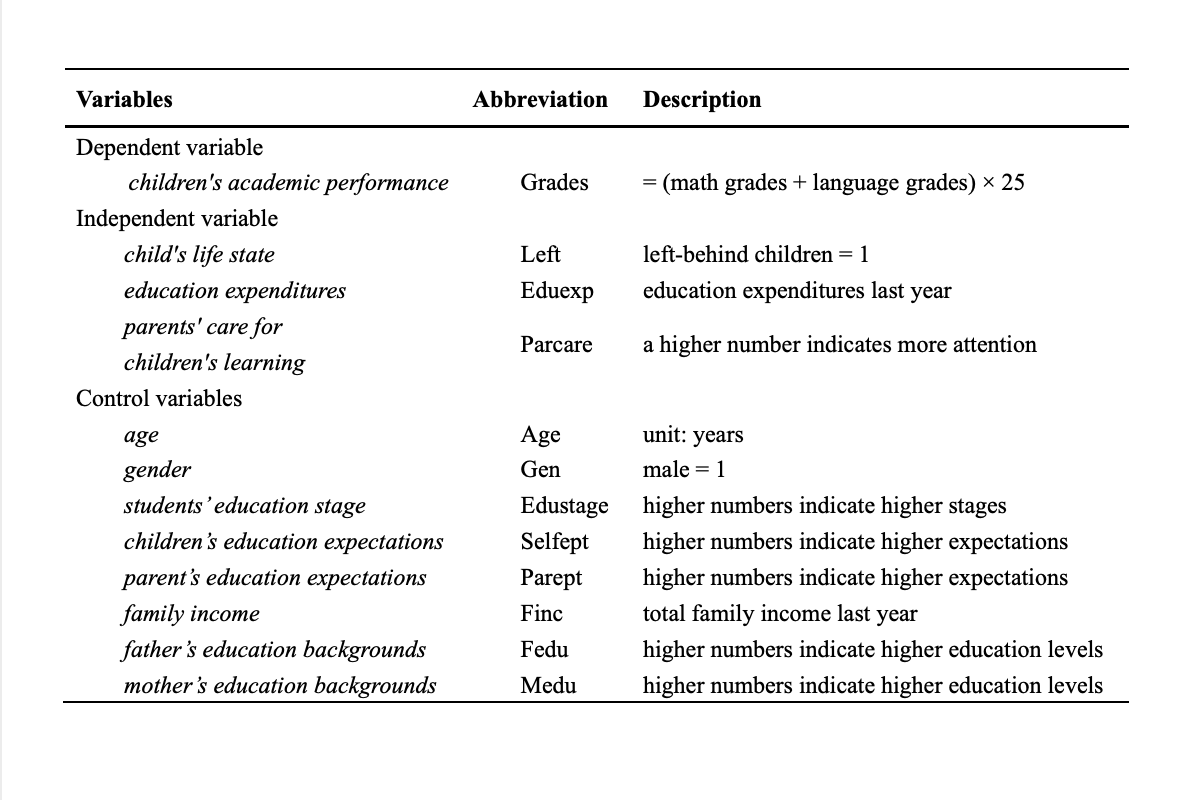 Variables Abbreviation Description
Dependent variable
children's academic performance Grades = (math grades + language grades) × 25
Independent variable
child's life state Left left-behind children = 1
education expenditures Eduexp education expenditures last year
parents' care for
children's learning Parcare a higher number indicates more attention
Control variables
age Age unit: years
gender Gen male = 1
students’ education stage Edustage higher numbers indicate higher stages
children’s education expectations Selfept higher numbers indicate higher expectations
parent’s education expectations Parept higher numbers indicate higher expectations
family income Finc total family income last year
father’s education backgrounds Fedu higher numbers indicate higher education levels
mother’s education backgrounds Medu higher numbers indicate higher education levels